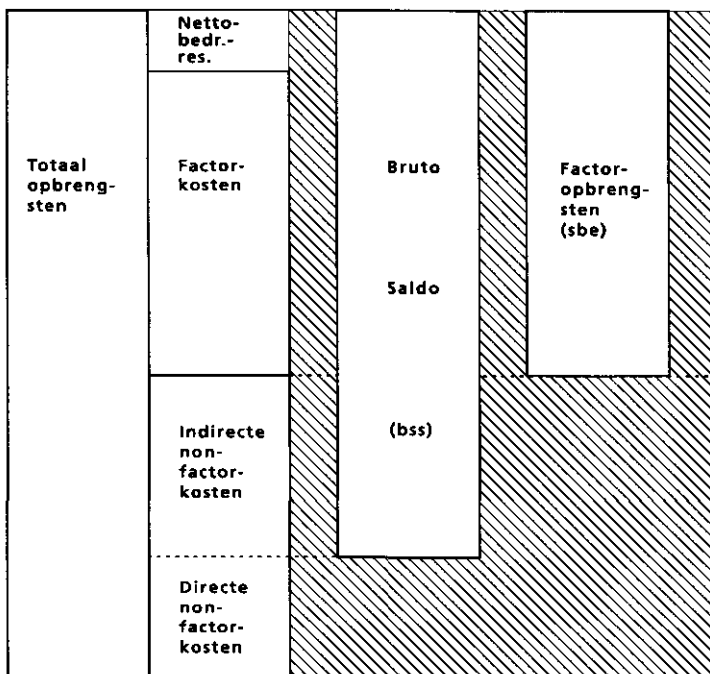 Netto-
bedr.-
res.
Totaal
opbreng-
sten
Factor-
kosten
Indirecte
non-
factor-
kosten
Directe
non-
factor-
kosten
Bruto
Saldo
(bss)
Factor-
opbreng-
sten
(sbe)